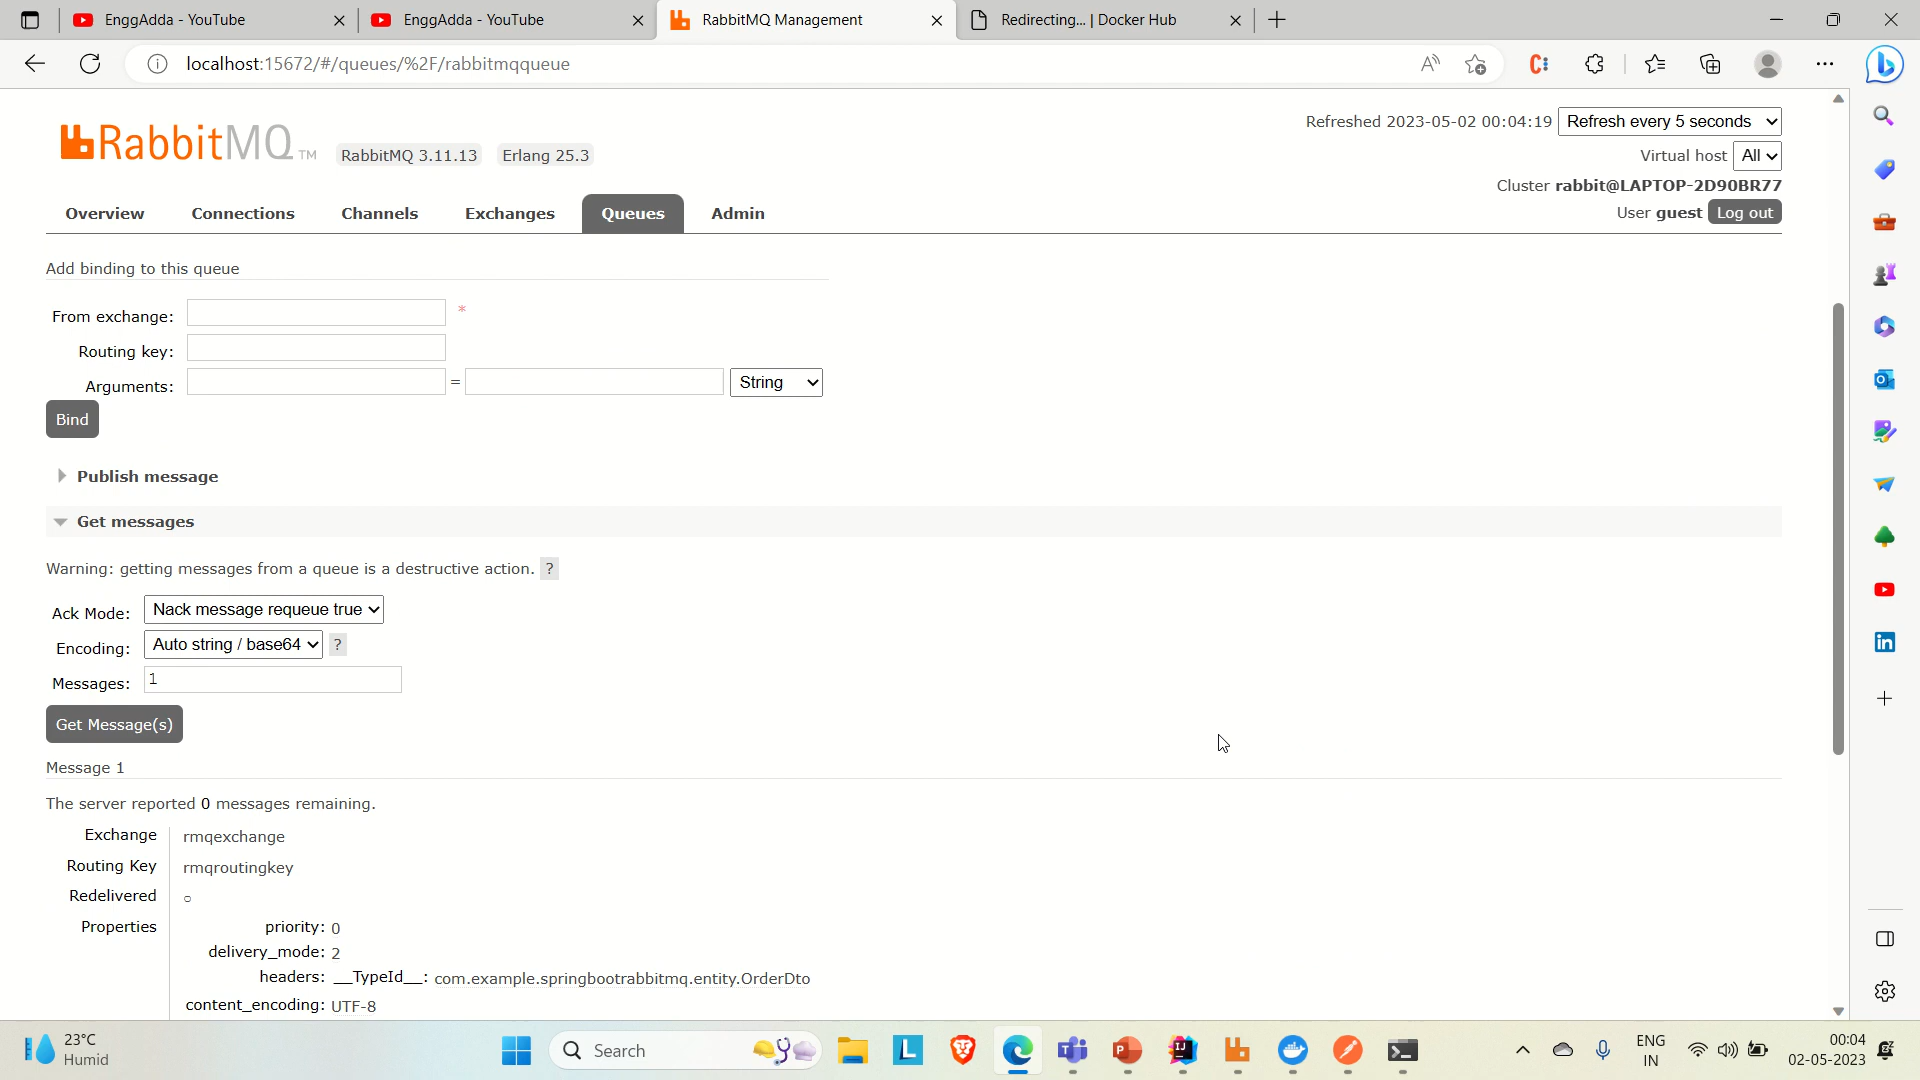 EnggAdda - YouTube
EnggAdda - YouTube
RabbitMQ Management
Redirecting... | Docker Hub
localhost:15672/#/queues/%2F/rabbitmqqueue
RabbitMQ TM
RabbitMQ 3.11.13
Erlang 25.3
Refreshed 2023-05-02 00:04:19
Refresh every 5 seconds
Virtual host All
Cluster rabbit@LAPTOP-2D90BR77
User guest Log out
Overview
Connections
Channels
Exchanges
Queues
Admin
Add binding to this queue
From exchange: *
Routing key:
Arguments: = String
Bind
Publish message
Get messages
Warning: getting messages from a queue is a destructive action. ?
Ack Mode: Nack message requeue true
Encoding: Auto string / base64 ?
Messages: 1
Get Message(s)
Message 1
The server reported 0 messages remaining.
Exchange rmqexchange
Routing Key rmqroutingkey
Redelivered ○
Properties priority: 0
delivery_mode: 2
headers: __TypeId__: com.example.springbootrabbitmq.entity.OrderDto
content_encoding: UTF-8
23°C
Humid
Search
ENG
IN
00:04
02-05-2023